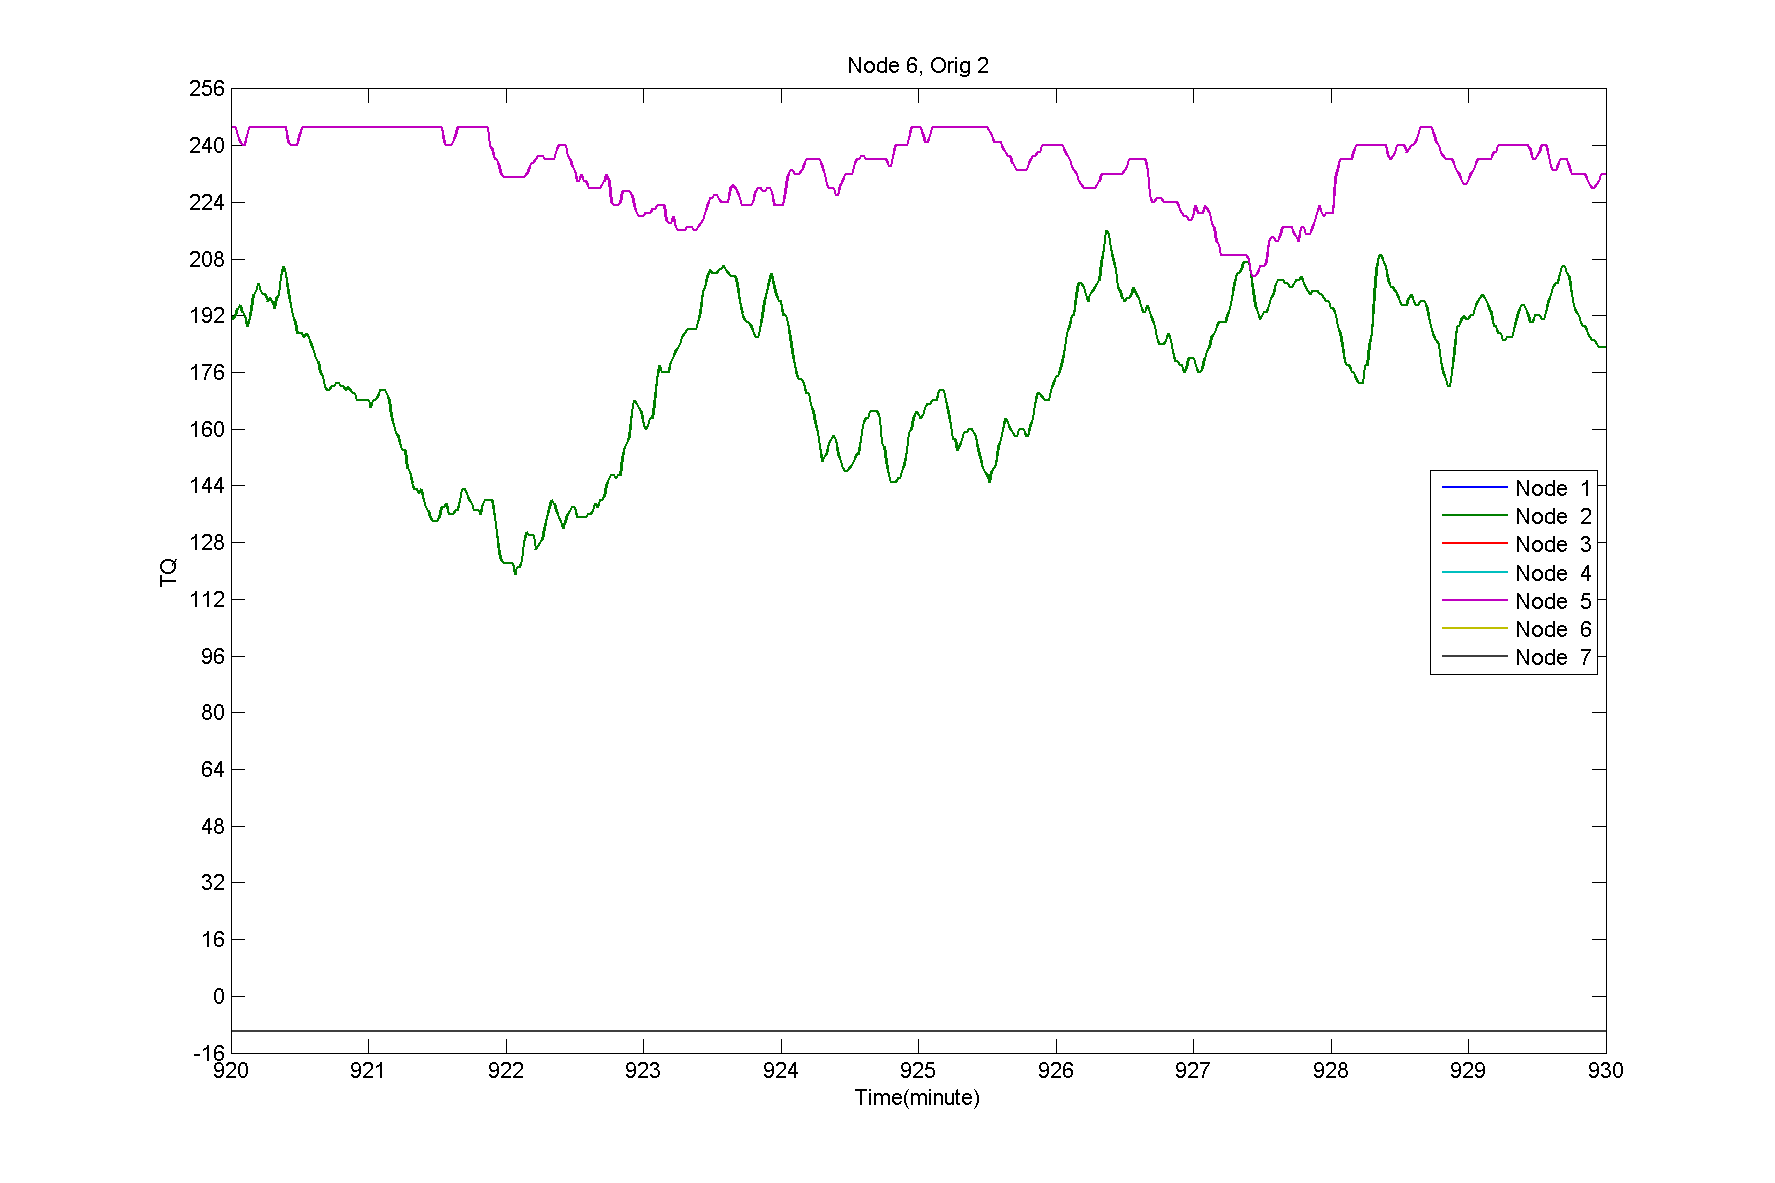 Node 6, Orig 2
256
240
224
208
192
176
160
144
128
112
96
80
64
48
32
16
0
-16
TQ
Node 1
Node 2
Node 3
Node 4
Node 5
Node 6
Node 7
920 921 922 923 924 925 926 927 928 929 930
Time(minute)